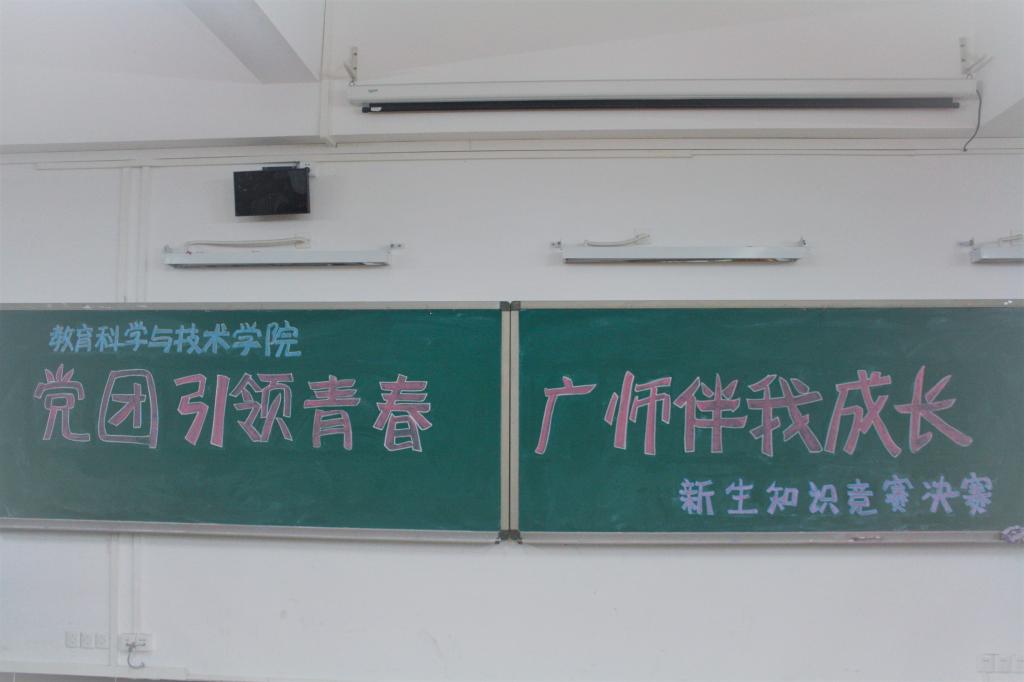 教育科学与技术学院
党团引领青春 广师伴我成长
新生知识竞赛决赛